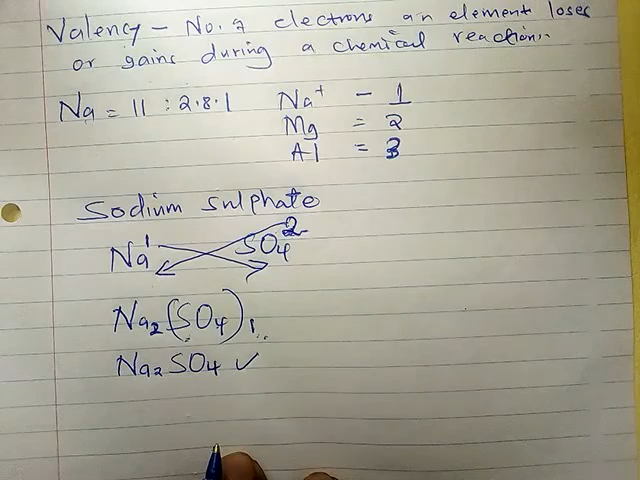 Valency - No. of electrons an element loses
or gains during a chemical reaction.
Na = 11 : 2.8.1 Na+ - 1
Mg = 2
Al = 3
Sodium sulphate
Na1 SO4 2
Na2(SO4)1
Na2SO4 ✓